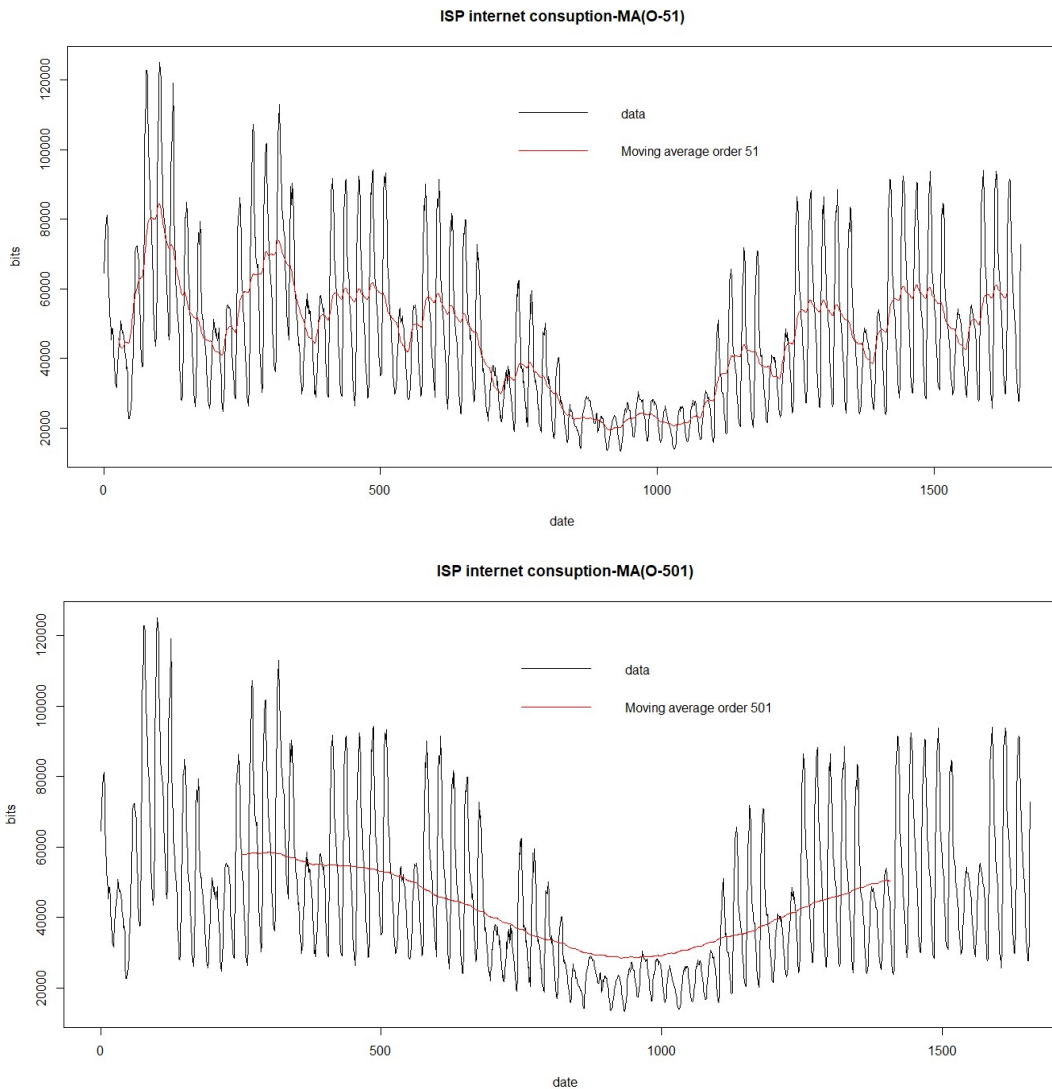 ISP internet consuption-MA(O-51)
120000
100000
80000
60000
40000
20000
bits
data
Moving average order 51
0 500 1000 1500
date
ISP internet consuption-MA(O-501)
120000
100000
80000
60000
40000
20000
bits
data
Moving average order 501
0 500 1000 1500
date